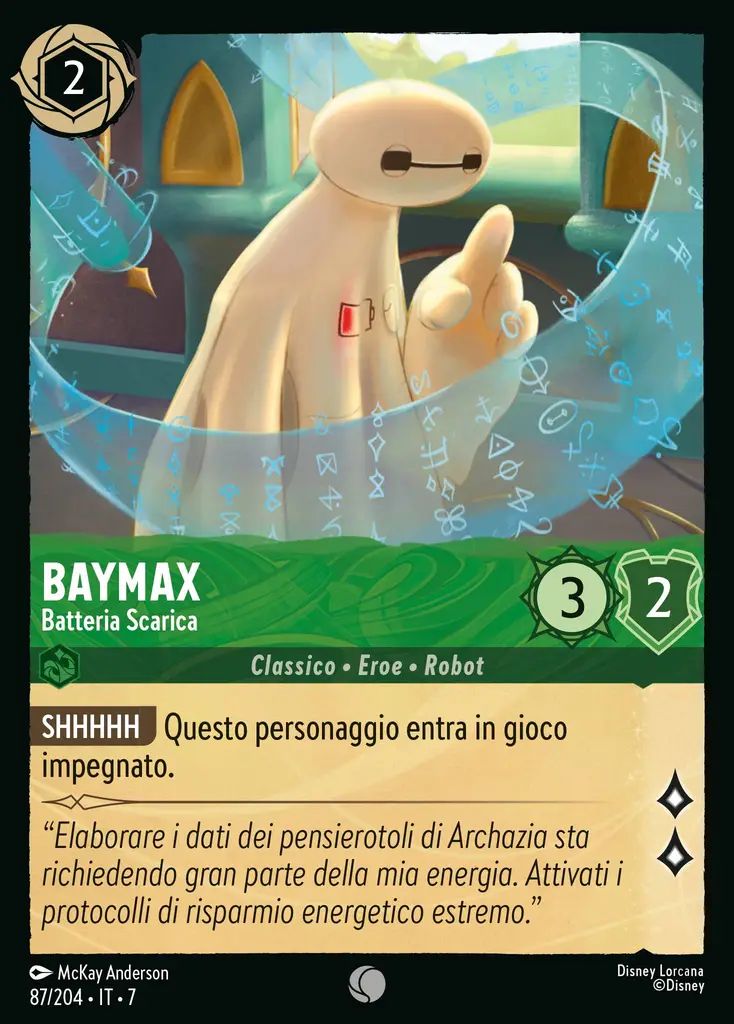 2
BAYMAX
Batteria Scarica
3
2
Classico • Eroe • Robot
SHHHHH Questo personaggio entra in gioco
impegnato.
“Elaborare i dati dei pensierotoli di Archazia sta
richiedendo gran parte della mia energia. Attivati i
protocolli di risparmio energetico estremo.”
McKay Anderson
87/204 • IT • 7
Disney Lorcana
©Disney